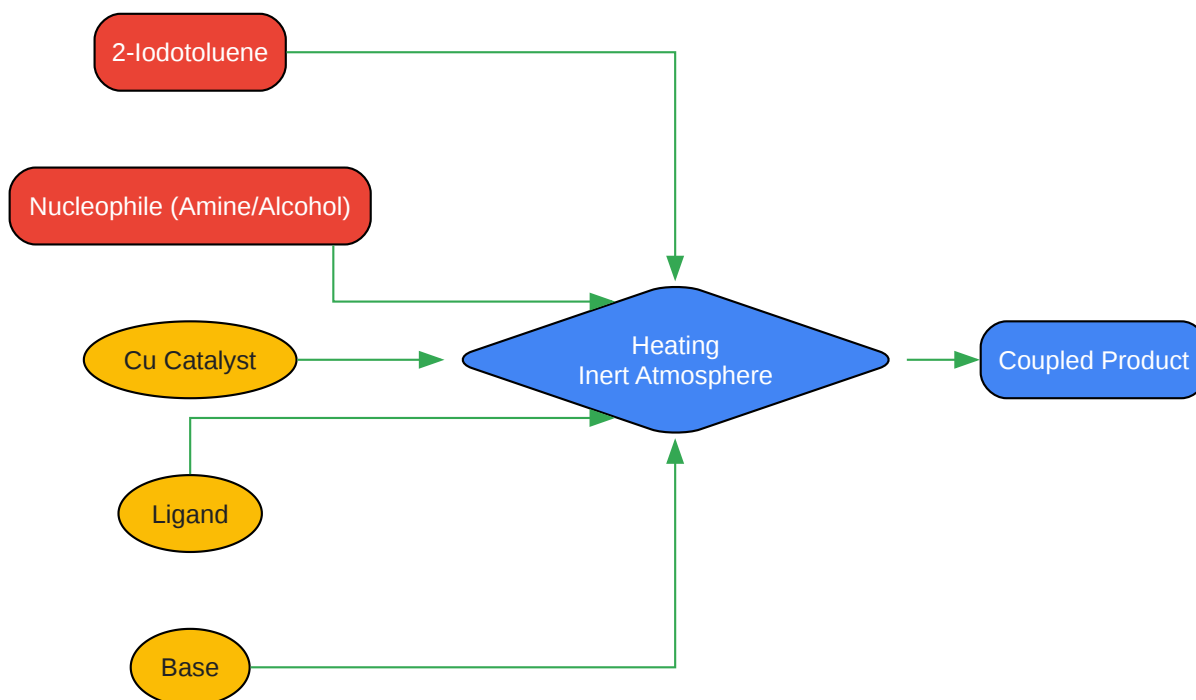 2-Iodotoluene
Nucleophile (Amine/Alcohol)
Cu Catalyst
Heating
Inert Atmosphere
Coupled Product
Ligand
Base